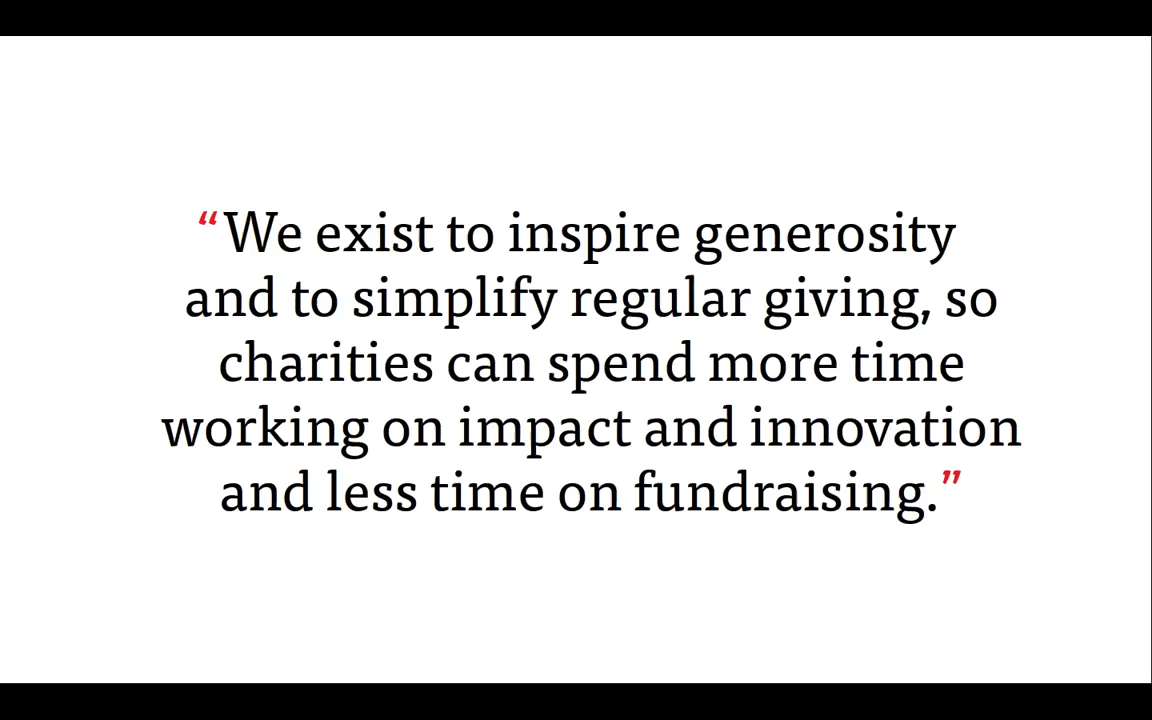 “We exist to inspire generosity
and to simplify regular giving, so
charities can spend more time
working on impact and innovation
and less time on fundraising.”